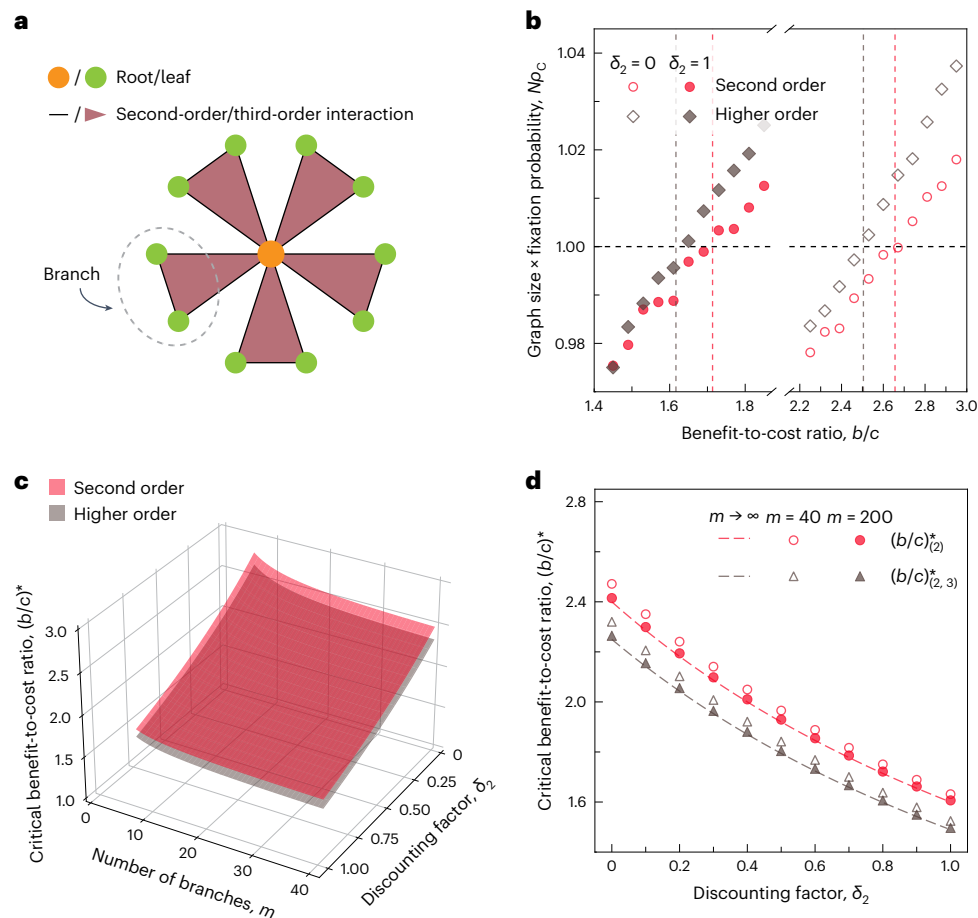 a
/ Root/leaf
/ Second-order/third-order interaction
Branch
b
δ2 = 0 δ2 = 1
Second order
Higher order
1.04
1.02
1.00
0.98
Graph size × fixation probability, NρC
1.4 1.6 1.8 2.2 2.4 2.6 2.8 3.0
Benefit-to-cost ratio, b/c
c
Second order
Higher order
Critical benefit-to-cost ratio, (b/c)*
3.0
2.5
2.0
1.5
1.0
0
10
20
30
40
Number of branches, m
0
0.25
0.50
0.75
1.00
Discounting factor, δ2
d
m → ∞ m = 40 m = 200
(b/c)*(2)
(b/c)*(2, 3)
2.8
2.4
2.0
1.6
Critical benefit-to-cost ratio, (b/c)*
0 0.2 0.4 0.6 0.8 1.0
Discounting factor, δ2